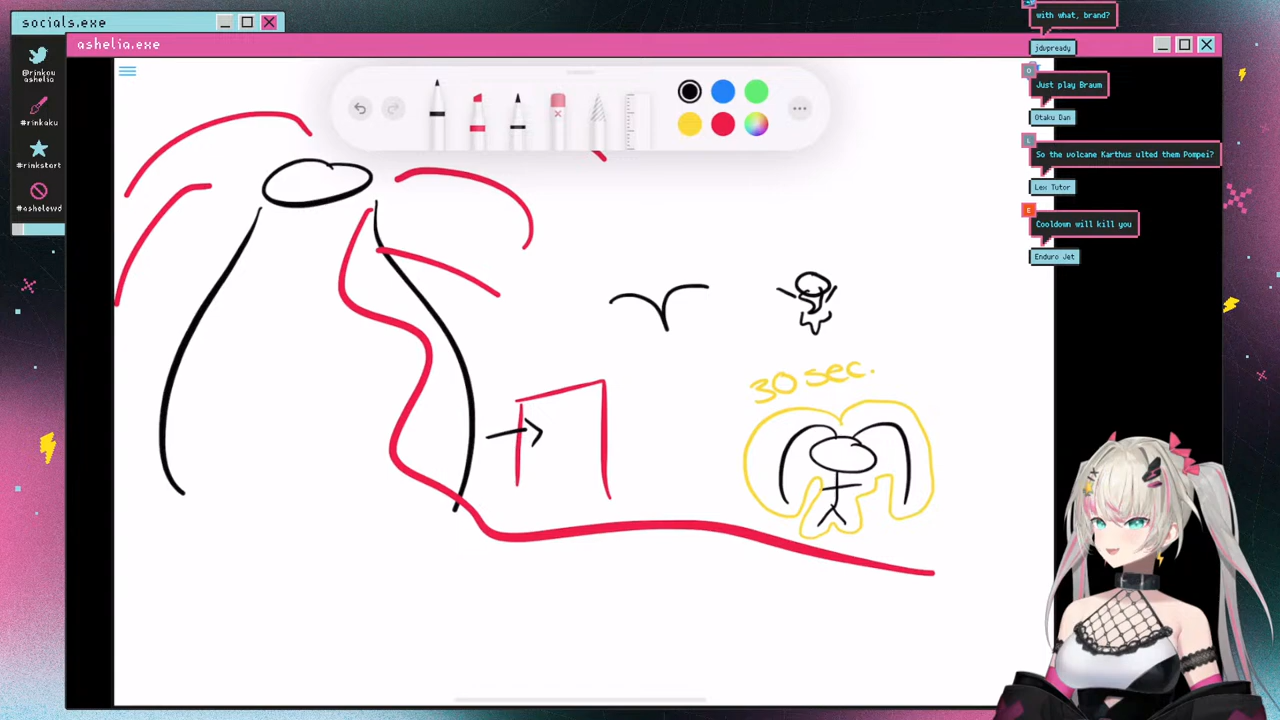 socials.exe
@rinkou
ashelia
#rinkaku
#rinkstart
#ashelewd
ashelia.exe
30 sec.
with what, brand?
jdvpready
Just play Braum
Otaku Dan
So the volcane Karthus ulted them Pompei?
Lex Tutor
Cooldown will kill you
Enduro Jet